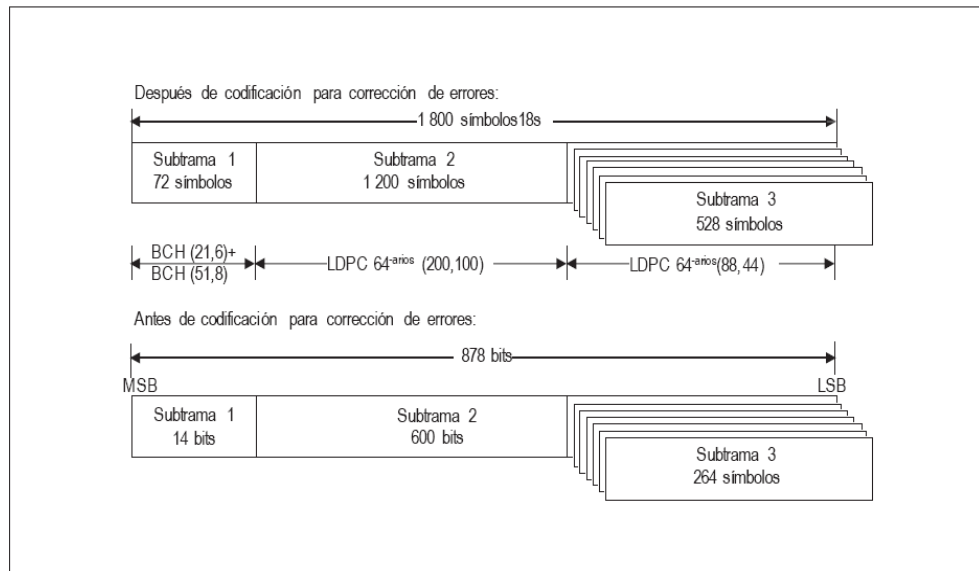 Después de codificación para corrección de errores:
1 800 símbolos18s
Subtrama 1
72 símbolos
Subtrama 2
1 200 símbolos
Subtrama 3
528 símbolos
BCH (21,6)+
BCH (51,8)
LDPC 64-arios (200,100)
LDPC 64-arios(88,44)
Antes de codificación para corrección de errores:
878 bits
MSB
LSB
Subtrama 1
14 bits
Subtrama 2
600 bits
Subtrama 3
264 símbolos